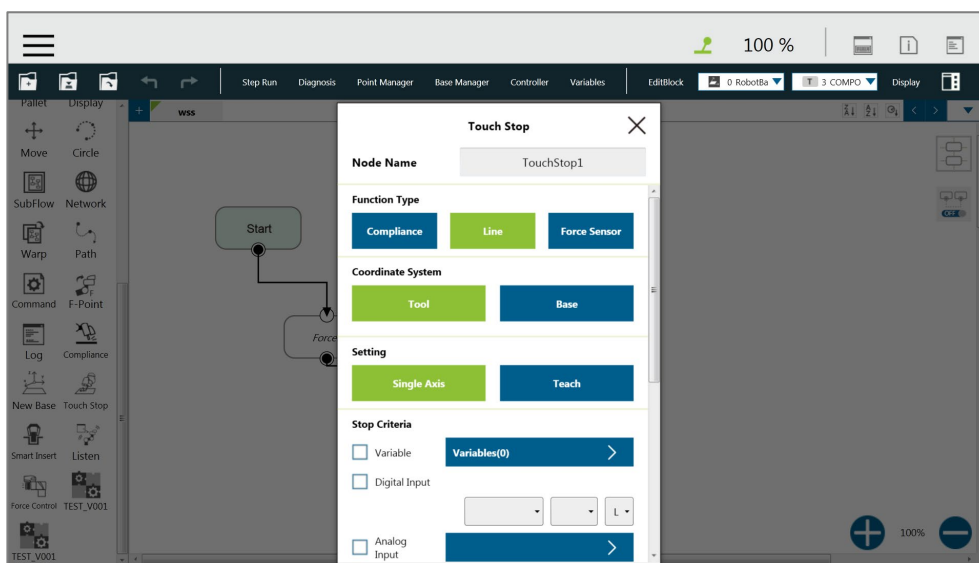 100 %
Step Run Diagnosis Point Manager Base Manager Controller Variables EditBlock 0 RobotBa T 3 COMPO Display
Pallet Display
+ wss
Move Circle
SubFlow Network
Warp Path
Command F-Point
Log Compliance
New Base Touch Stop
Smart Insert Listen
Force Control TEST_V001
TEST_V001
Start
Force
Touch Stop
Node Name TouchStop1
Function Type
Compliance Line Force Sensor
Coordinate System
Tool Base
Setting
Single Axis Teach
Stop Criteria
Variable Variables(0)
Digital Input
L
Analog
Input
OFF
100%